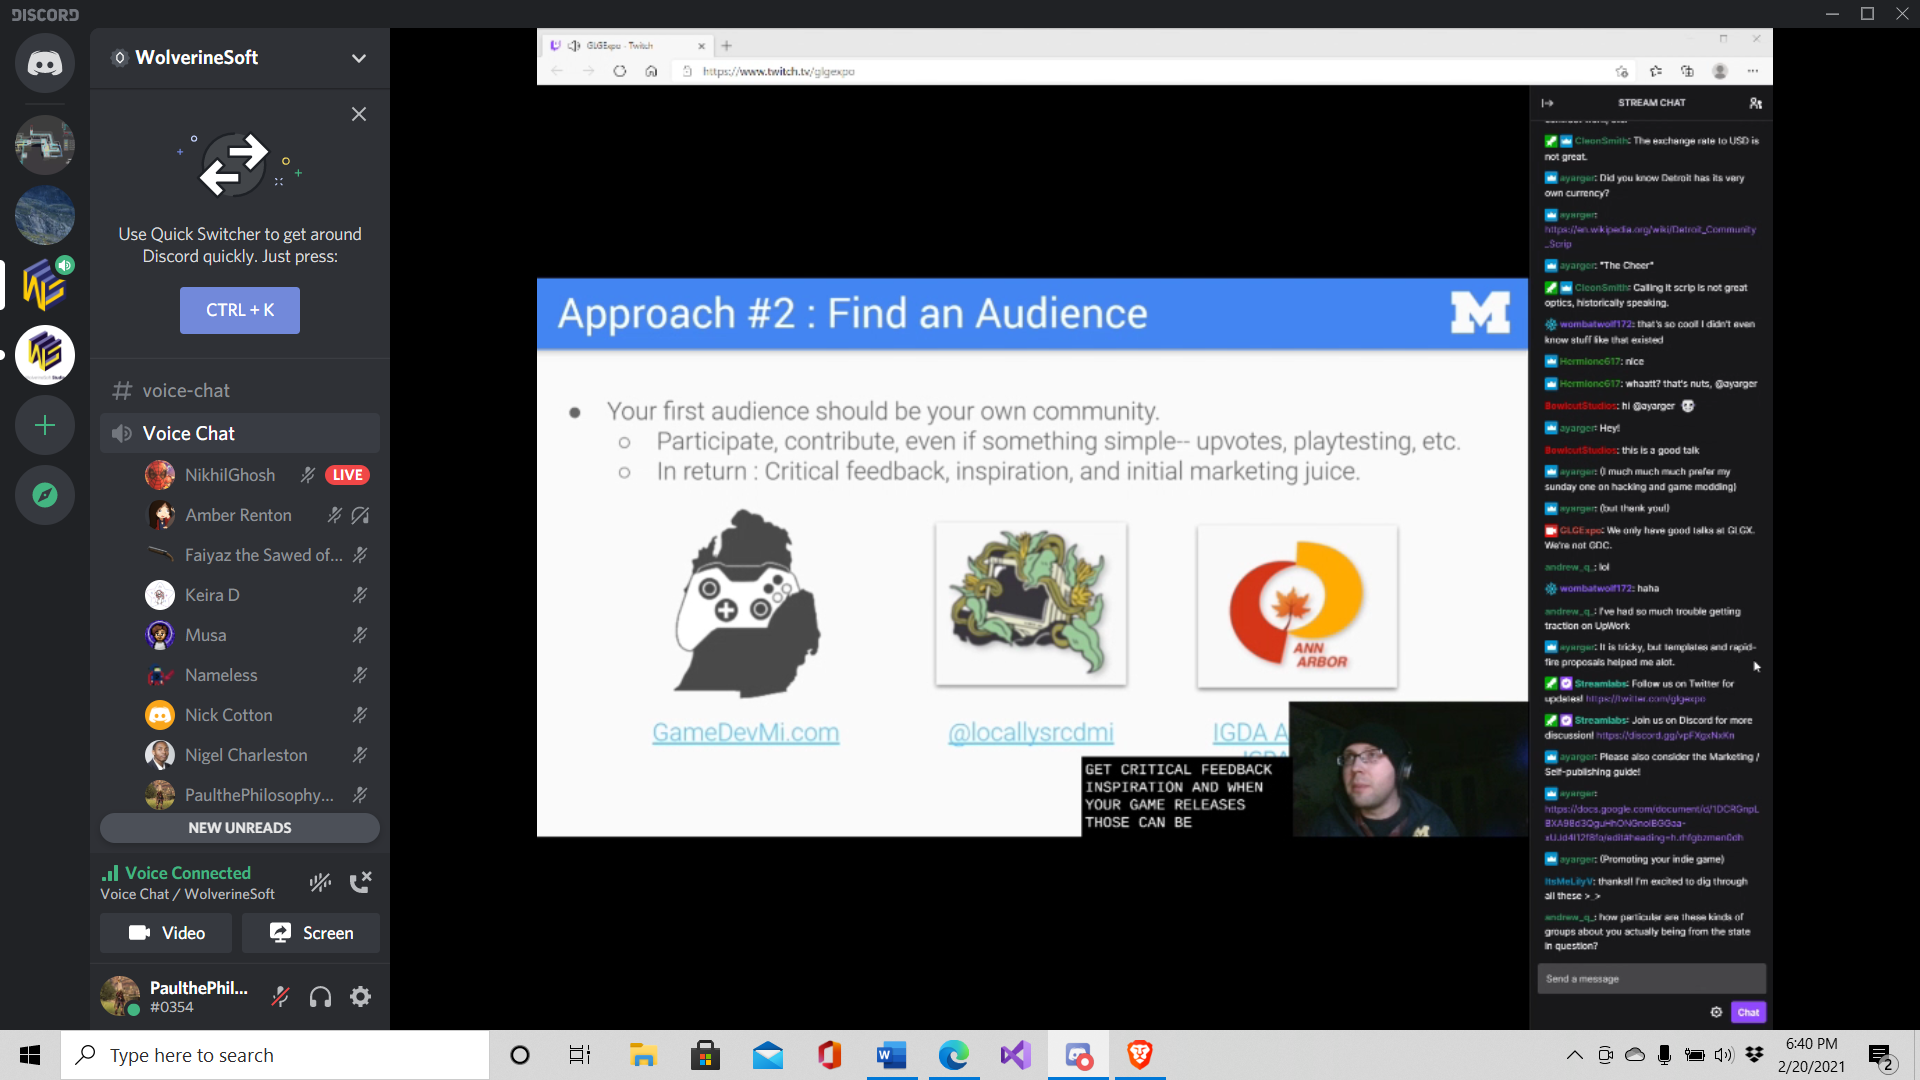 DISCORD
WolverineSoft
Use Quick Switcher to get around
Discord quickly. Just press:
CTRL + K
voice-chat
Voice Chat
NikhilGhosh LIVE
Amber Renton
Faiyaz the Sawed of...
Keira D
Musa
Nameless
Nick Cotton
Nigel Charleston
PaulthePhilosophy...
NEW UNREADS
Voice Connected
Voice Chat / WolverineSoft
Video Screen
PaulthePhil...
#0354
GLGExpo - Twitch
https://www.twitch.tv/glgexpo
Approach #2 : Find an Audience
M
● Your first audience should be your own community.
○ Participate, contribute, even if something simple-- upvotes, playtesting, etc.
○ In return : Critical feedback, inspiration, and initial marketing juice.
ANN
ARBOR
GameDevMi.com
@locallysrcdmi
IGDA A
GET CRITICAL FEEDBACK
INSPIRATION AND WHEN
YOUR GAME RELEASES
THOSE CAN BE
STREAM CHAT
CleonSmith: The exchange rate to USD is
not great.
ayarger: Did you know Detroit has its very
own currency?
ayarger:
https://en.wikipedia.org/wiki/Detroit_Community
_Scrip
ayarger: "The Cheer"
CleonSmith: Calling it scrip is not great
optics, historically speaking.
wombatwolf172: that's so cool! I didn't even
know stuff like that existed
Hermione617: nice
Hermione617: whaatt? that's nuts, @ayarger
BowlcutStudios: hi @ayarger
ayarger: Hey!
BowlcutStudios: this is a good talk
ayarger: (I much much much prefer my
sunday one on hacking and game modding)
ayarger: (but thank you!)
GLGExpo: We only have good talks at GLGX.
We're not GDC.
andrew_q_: lol
wombatwolf172: haha
andrew_q_: I've had so much trouble getting
traction on UpWork
ayarger: It is tricky, but templates and rapid-
fire proposals helped me alot.
Streamlabs: Follow us on Twitter for
updates! https://twitter.com/glgexpo
Streamlabs: Join us on Discord for more
discussion! https://discord.gg/vpFXgxNxKn
ayarger: Please also consider the Marketing /
Self-publishing guide!
ayarger:
ayarger: (Promoting your indie game)
ItsMeLilyV: thanks!! I'm excited to dig through
all these >_>
andrew_q_: how particular are these kinds of
groups about you actually being from the state
in question?
Send a message
Chat
Type here to search
6:40 PM
2/20/2021
2